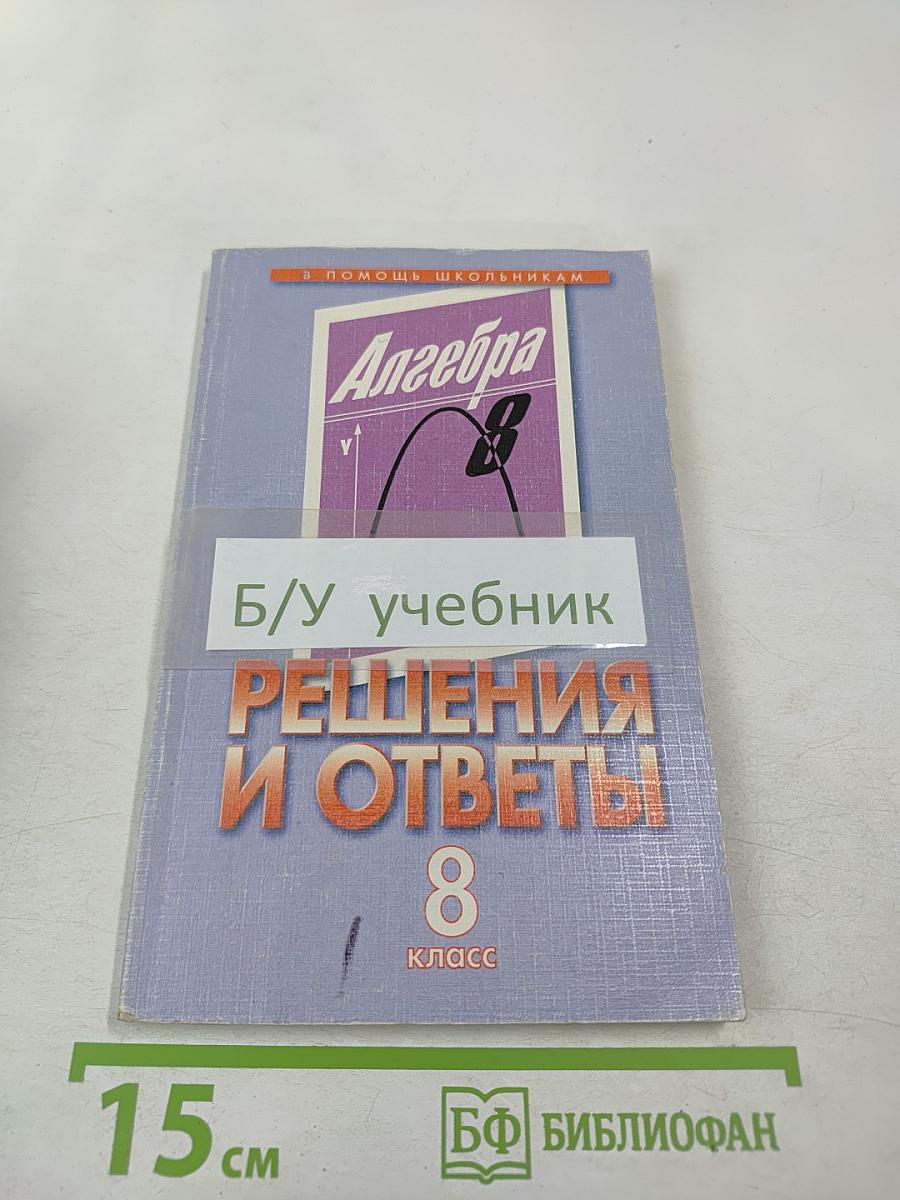 В ПОМОЩЬ ШКОЛЬНИКАМ
Алгебра
8
Y
Б/У учебник
РЕШЕНИЯ
И ОТВЕТЫ
8
класс
15 см
БФ БИБЛИОФАН